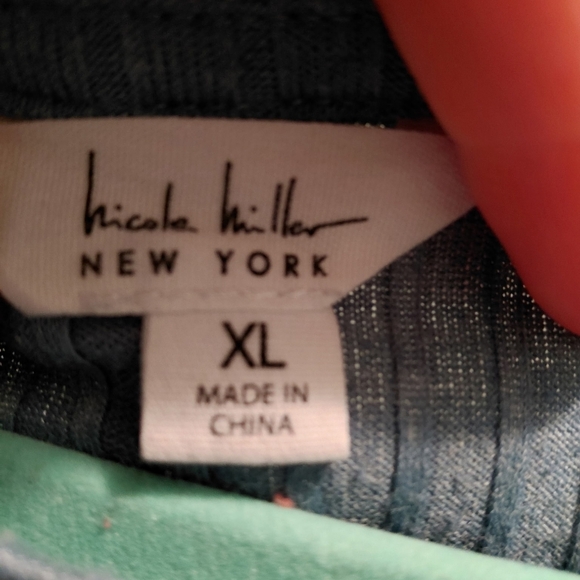 nicole miller
NEW YORK
XL
MADE IN
CHINA